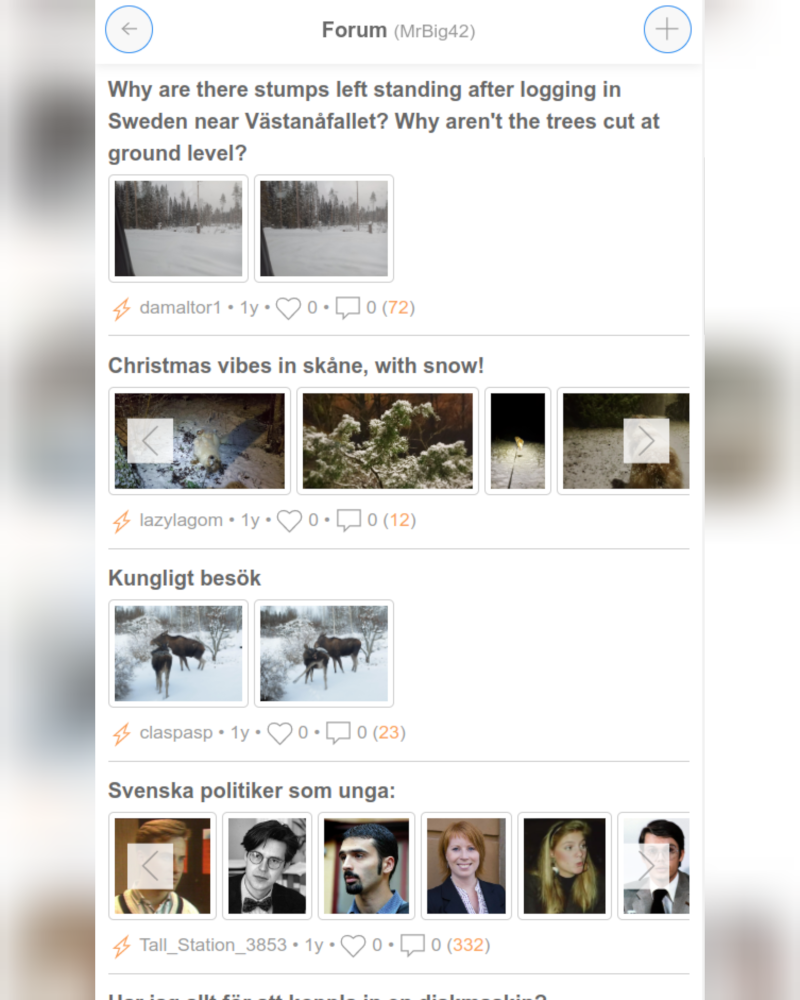 Forum (MrBig42)
Why are there stumps left standing after logging in
Sweden near Västanåfallet? Why aren't the trees cut at
ground level?
damaltor1 • 1y • 0 • 0 (72)
Christmas vibes in skåne, with snow!
lazylagom • 1y • 0 • 0 (12)
Kungligt besök
claspasp • 1y • 0 • 0 (23)
Svenska politiker som unga:
Tall_Station_3853 • 1y • 0 • 0 (332)